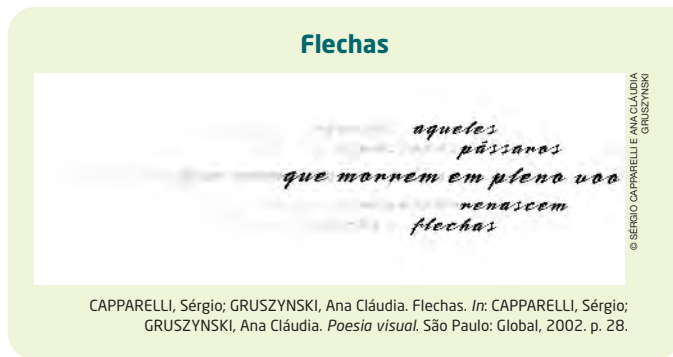 Flechas
aqueles
pássaros
que morrem em pleno voo
renascem
flechas
© SÉRGIO CAPPARELLI E ANA CLÁUDIA
GRUSZYNSKI
CAPPARELLI, Sérgio; GRUSZYNSKI, Ana Cláudia. Flechas. In: CAPPARELLI, Sérgio;
GRUSZYNSKI, Ana Cláudia. Poesia visual. São Paulo: Global, 2002. p. 28.